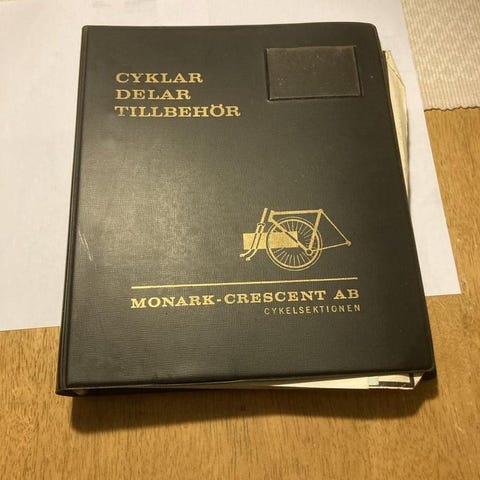 CYKLAR
DELAR
TILLBEHÖR
MONARK-CRESCENT AB
CYKELSEKTIONEN